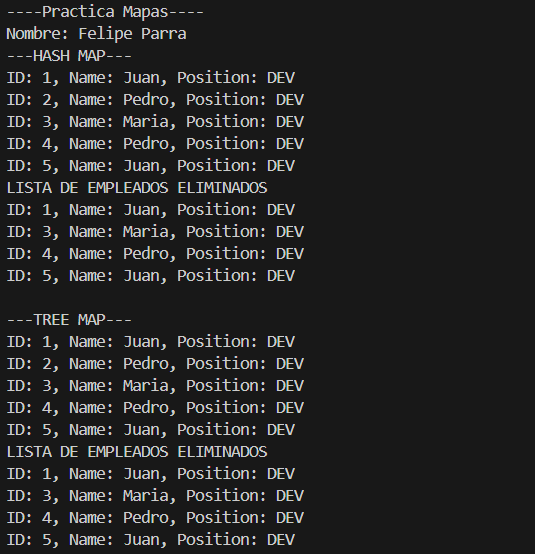 ----Practica Mapas----
Nombre: Felipe Parra
---HASH MAP---
ID: 1, Name: Juan, Position: DEV
ID: 2, Name: Pedro, Position: DEV
ID: 3, Name: Maria, Position: DEV
ID: 4, Name: Pedro, Position: DEV
ID: 5, Name: Juan, Position: DEV
LISTA DE EMPLEADOS ELIMINADOS
ID: 1, Name: Juan, Position: DEV
ID: 3, Name: Maria, Position: DEV
ID: 4, Name: Pedro, Position: DEV
ID: 5, Name: Juan, Position: DEV

---TREE MAP---
ID: 1, Name: Juan, Position: DEV
ID: 2, Name: Pedro, Position: DEV
ID: 3, Name: Maria, Position: DEV
ID: 4, Name: Pedro, Position: DEV
ID: 5, Name: Juan, Position: DEV
LISTA DE EMPLEADOS ELIMINADOS
ID: 1, Name: Juan, Position: DEV
ID: 3, Name: Maria, Position: DEV
ID: 4, Name: Pedro, Position: DEV
ID: 5, Name: Juan, Position: DEV